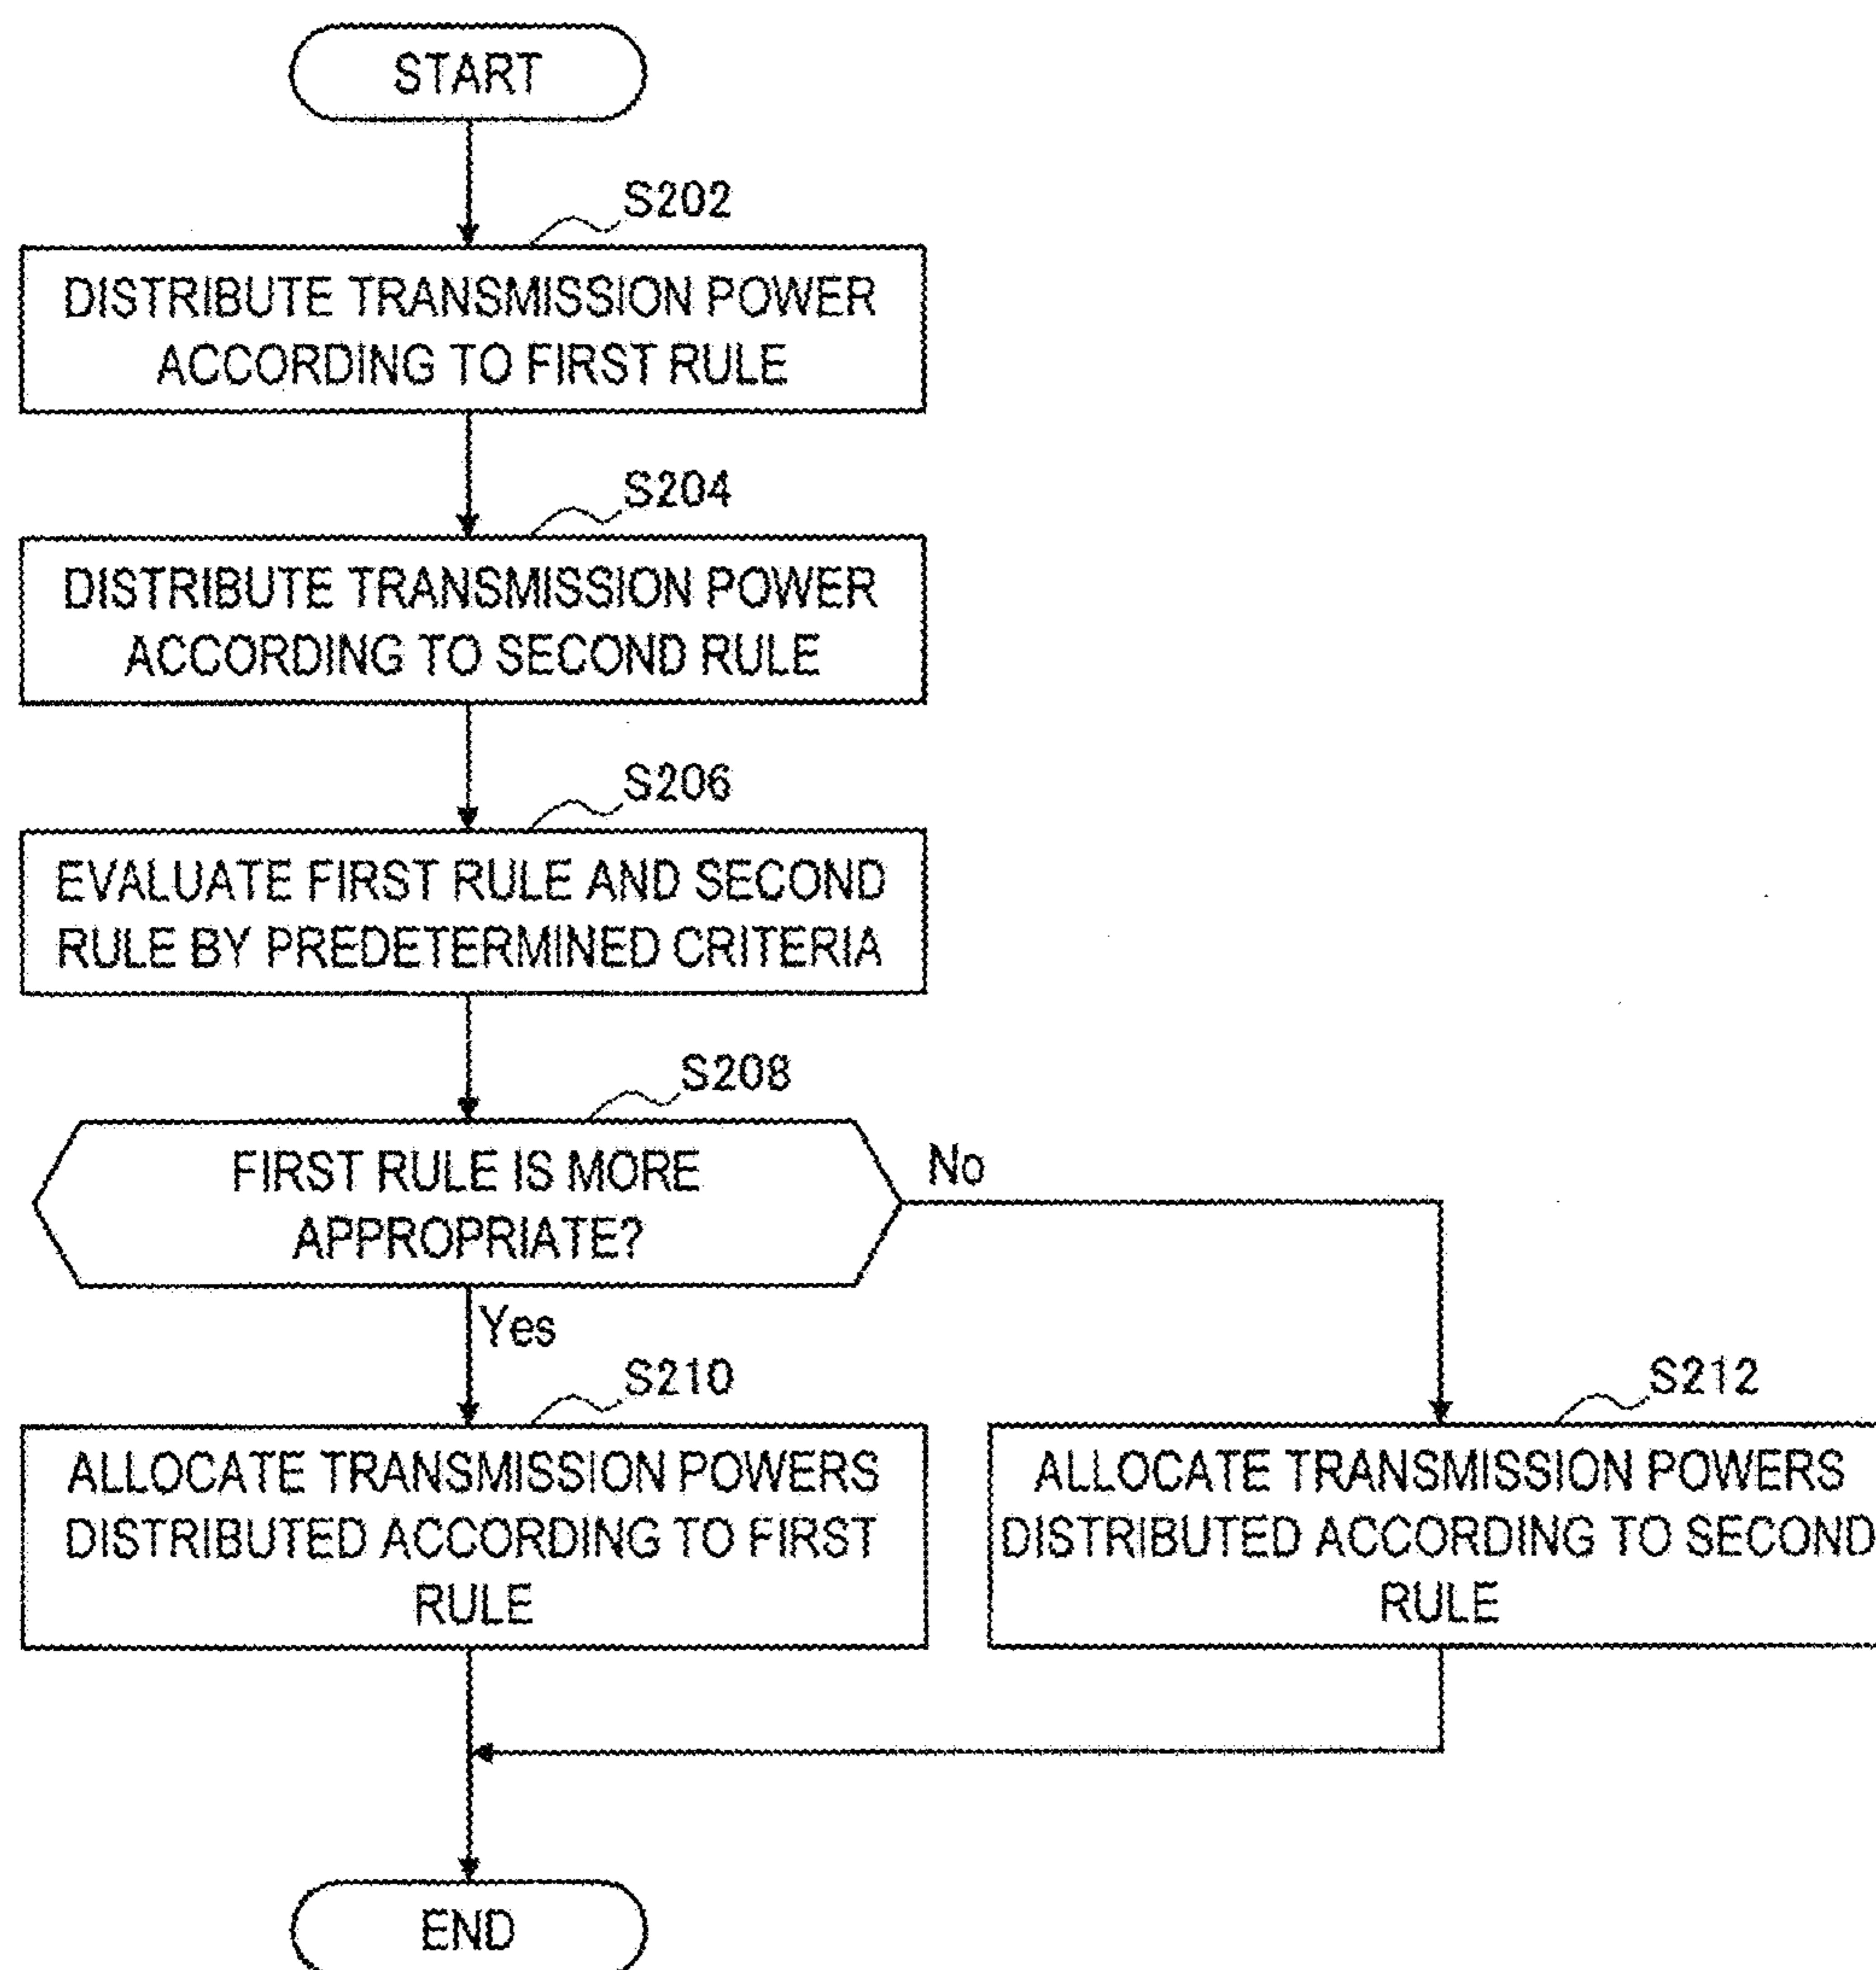 START
S202
DISTRIBUTE TRANSMISSION POWER
ACCORDING TO FIRST RULE
S204
DISTRIBUTE TRANSMISSION POWER
ACCORDING TO SECOND RULE
S206
EVALUATE FIRST RULE AND SECOND
RULE BY PREDETERMINED CRITERIA
S208
FIRST RULE IS MORE
APPROPRIATE?
No
Yes
S210
ALLOCATE TRANSMISSION POWERS
DISTRIBUTED ACCORDING TO FIRST
RULE
S212
ALLOCATE TRANSMISSION POWERS
DISTRIBUTED ACCORDING TO SECOND
RULE
END